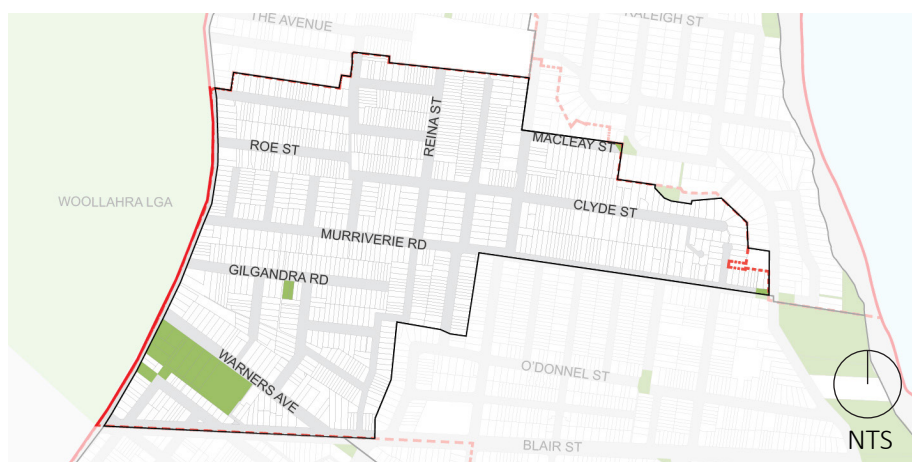 THE AVENUE
RALEIGH ST
REINA ST
MACLEAY ST
ROE ST
WOOLLAHRA LGA
CLYDE ST
MURRIVERIE RD
GILGANDRA RD
WARNERS AVE
O'DONNEL ST
BLAIR ST
NTS